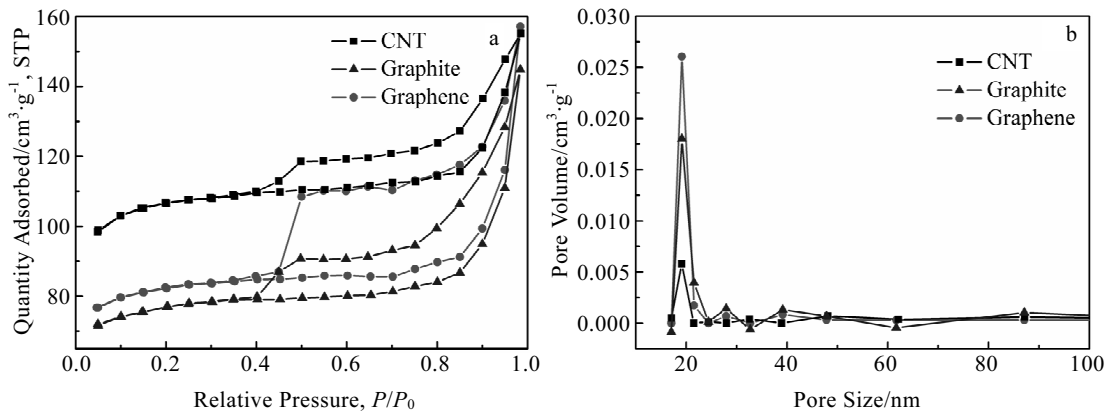 160
140
120
100
80
0.0 0.2 0.4 0.6 0.8 1.0
Quantity Adsorbed/cm³·g⁻¹, STP
Relative Pressure, P/P₀
CNT
Graphite
Graphene
a
0.030
0.025
0.020
0.015
0.010
0.005
0.000
20 40 60 80 100
Pore Volume/cm³·g⁻¹
Pore Size/nm
CNT
Graphite
Graphene
b